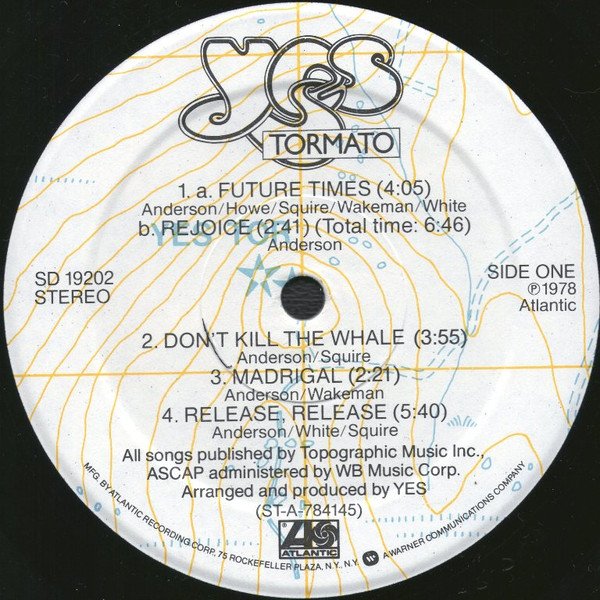 YES
TORMATO
1. a. FUTURE TIMES (4:05)
Anderson/Howe/Squire/Wakeman/White
b. REJOICE (2:41) (Total time: 6:46)
Anderson
YES TOR
SD 19202
STEREO
SIDE ONE
℗1978
Atlantic
2. DON'T KILL THE WHALE (3:55)
Anderson/Squire
3. MADRIGAL (2:21)
Anderson/Wakeman
4. RELEASE, RELEASE (5:40)
Anderson/White/Squire
All songs published by Topographic Music Inc.,
ASCAP administered by WB Music Corp.
Arranged and produced by YES
(ST-A-784145)
ATLANTIC
MFG. BY ATLANTIC RECORDING CORP., 75 ROCKEFELLER PLAZA, N.Y. N.Y. A WARNER COMMUNICATIONS COMPANY